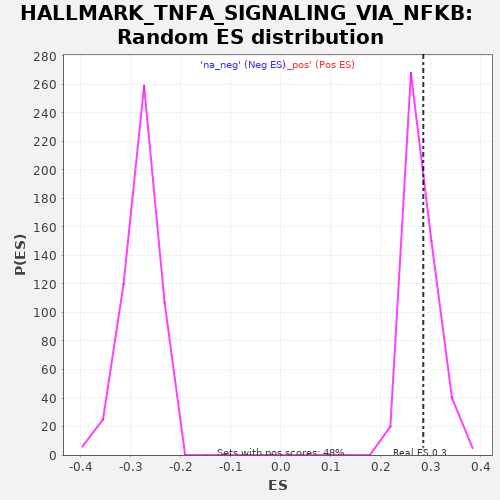 HALLMARK_TNFA_SIGNALING_VIA_NFKB:
Random ES distribution
'na_neg' (Neg ES)_pos' (Pos ES)
280
260
240
220
200
180
160
140
120
100
80
60
40
20
0
P(ES)
Sets with pos scores: 48%
Real ES 0.3
-0.4 -0.3 -0.2 -0.1 0.0 0.1 0.2 0.3 0.4
ES